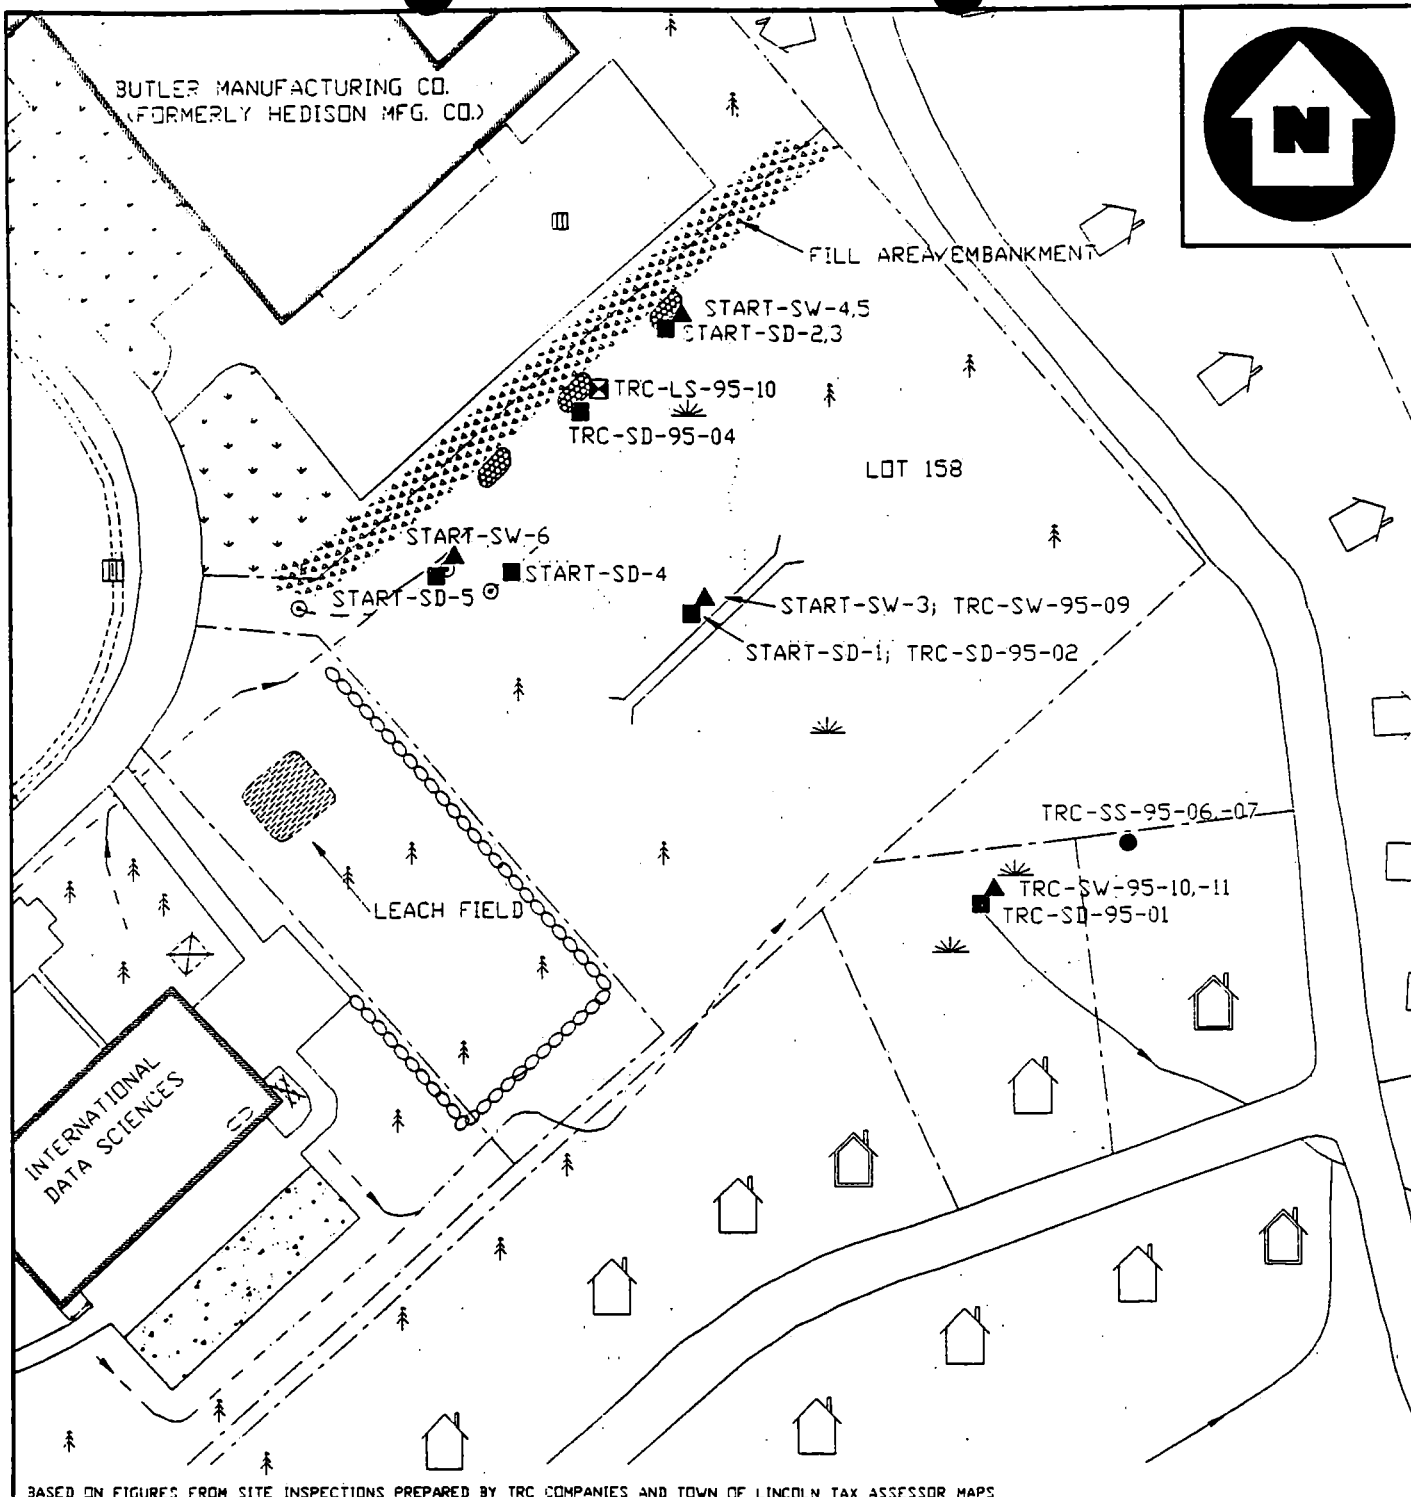 BUTLER MANUFACTURING CO.
(FORMERLY HEDISON MFG. CO.)
N
FILL AREA/EMBANKMENT
START-SW-4,5
START-SD-2,3
TRC-LS-95-10
TRC-SD-95-04
LOT 158
START-SW-6
START-SD-4
START-SD-5
START-SW-3; TRC-SW-95-09
START-SD-1; TRC-SD-95-02
TRC-SS-95-06,-07
TRC-SW-95-10,-11
TRC-SD-95-01
LEACH FIELD
INTERNATIONAL
DATA SCIENCES
BASED ON FIGURES FROM SITE INSPECTIONS PREPARED BY TRC COMPANIES AND TOWN OF LINCOLN TAX ASSESSOR MAPS